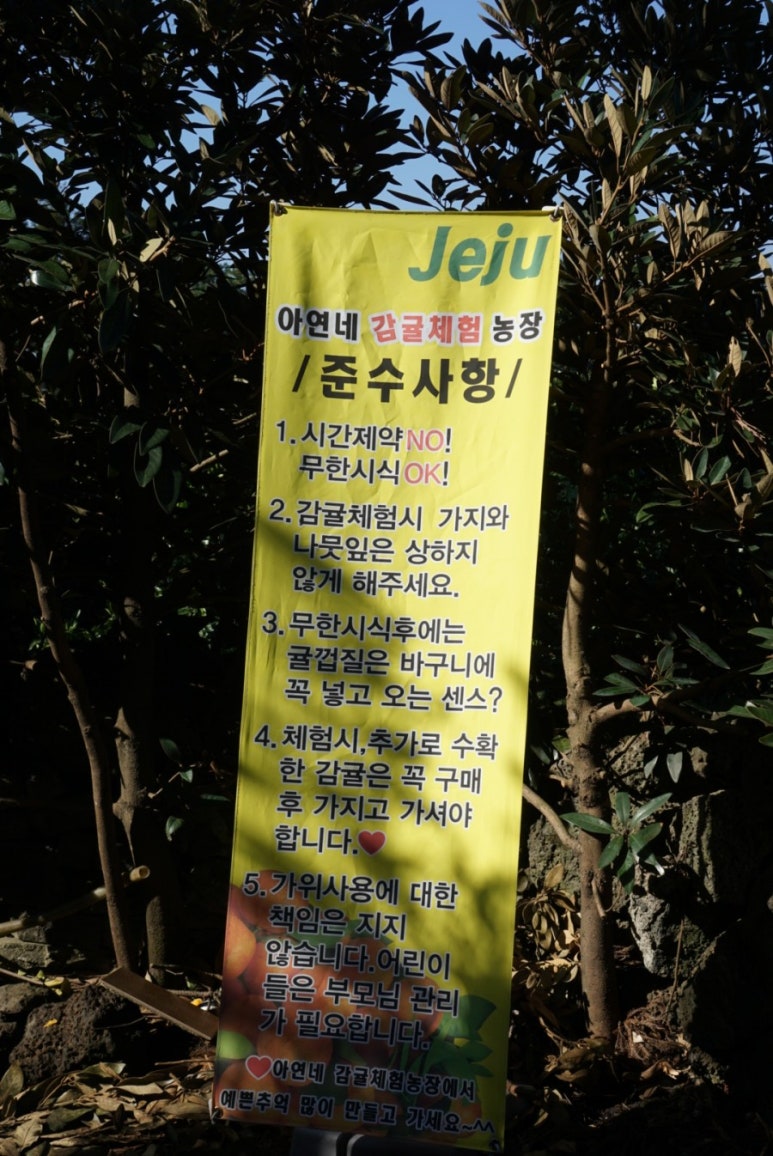 Jeju
아연네 감귤체험 농장
/준수사항/
1.시간제약NO!
무한시식OK!
2.감귤체험시 가지와
나뭇잎은 상하지
않게 해주세요.
3.무한시식후에는
귤껍질은 바구니에
꼭 넣고 오는 센스?
4.체험시,추가로 수확
한 감귤은 꼭 구매
후 가지고 가셔야
합니다.❤
5.가위사용에 대한
책임은 지지
않습니다.어린이
들은 부모님 관리
가 필요합니다.
❤아연네 감귤체험농장에서
예쁜추억 많이 만들고 가세요~^^